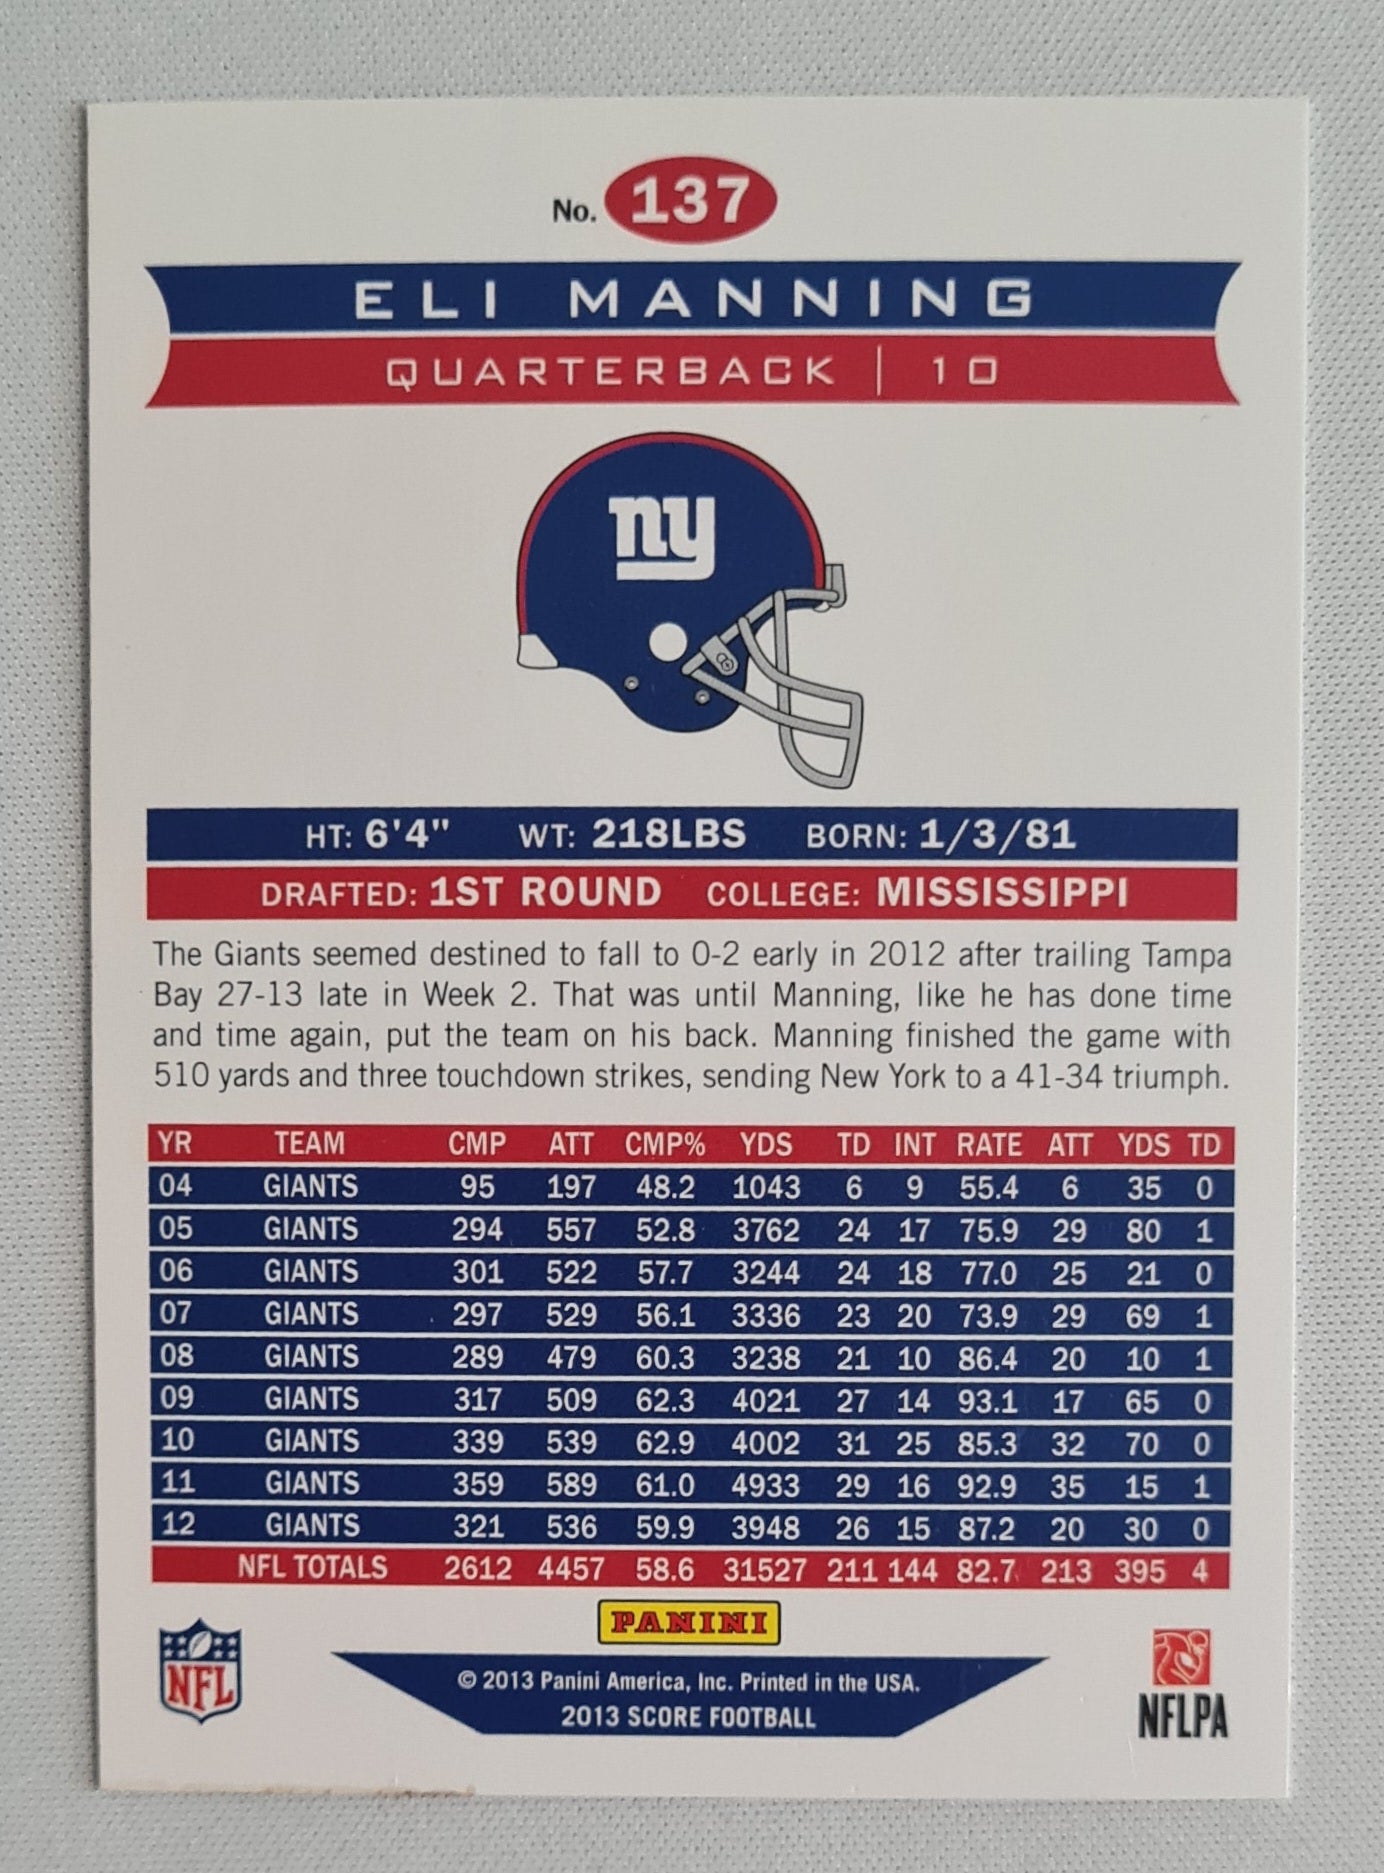 No. 137
ELI MANNING
QUARTERBACK | 10
ny
HT: 6'4" WT: 218LBS BORN: 1/3/81
DRAFTED: 1ST ROUND COLLEGE: MISSISSIPPI
The Giants seemed destined to fall to 0-2 early in 2012 after trailing Tampa
Bay 27-13 late in Week 2. That was until Manning, like he has done time
and time again, put the team on his back. Manning finished the game with
510 yards and three touchdown strikes, sending New York to a 41-34 triumph.
YR TEAM CMP ATT CMP% YDS TD INT RATE ATT YDS TD
04 GIANTS 95 197 48.2 1043 6 9 55.4 6 35 0
05 GIANTS 294 557 52.8 3762 24 17 75.9 29 80 1
06 GIANTS 301 522 57.7 3244 24 18 77.0 25 21 0
07 GIANTS 297 529 56.1 3336 23 20 73.9 29 69 1
08 GIANTS 289 479 60.3 3238 21 10 86.4 20 10 1
09 GIANTS 317 509 62.3 4021 27 14 93.1 17 65 0
10 GIANTS 339 539 62.9 4002 31 25 85.3 32 70 0
11 GIANTS 359 589 61.0 4933 29 16 92.9 35 15 1
12 GIANTS 321 536 59.9 3948 26 15 87.2 20 30 0
NFL TOTALS 2612 4457 58.6 31527 211 144 82.7 213 395 4
PANINI
NFL
© 2013 Panini America, Inc. Printed in the USA.
2013 SCORE FOOTBALL
NFLPA